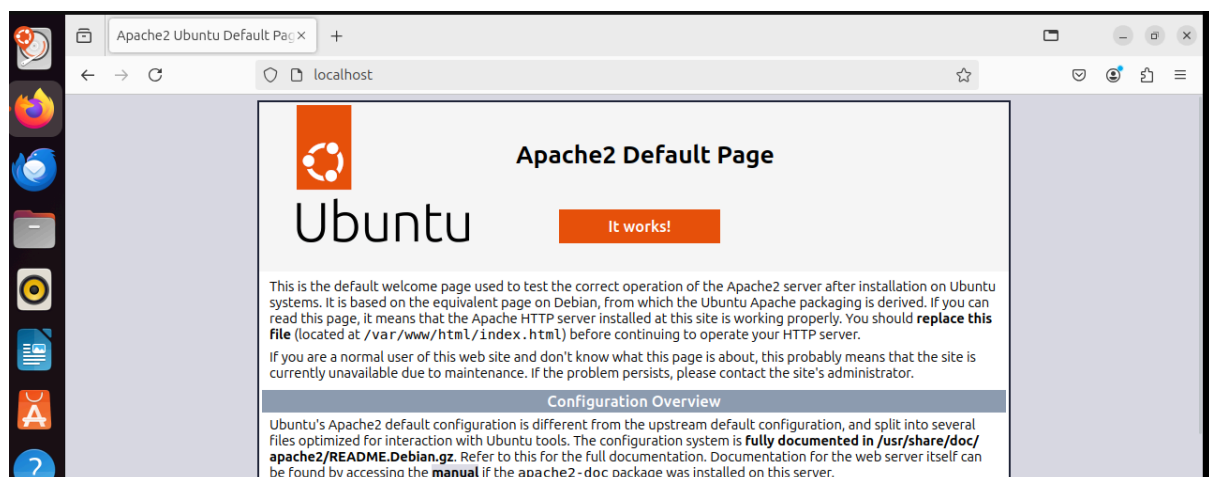 Apache2 Ubuntu Default Pag
localhost
Apache2 Default Page
Ubuntu
It works!
This is the default welcome page used to test the correct operation of the Apache2 server after installation on Ubuntu
systems. It is based on the equivalent page on Debian, from which the Ubuntu Apache packaging is derived. If you can
read this page, it means that the Apache HTTP server installed at this site is working properly. You should replace this
file (located at /var/www/html/index.html) before continuing to operate your HTTP server.
If you are a normal user of this web site and don't know what this page is about, this probably means that the site is
currently unavailable due to maintenance. If the problem persists, please contact the site's administrator.
Configuration Overview
Ubuntu's Apache2 default configuration is different from the upstream default configuration, and split into several
files optimized for interaction with Ubuntu tools. The configuration system is fully documented in /usr/share/doc/
apache2/README.Debian.gz. Refer to this for the full documentation. Documentation for the web server itself can
be found by accessing the manual if the apache2-doc package was installed on this server.